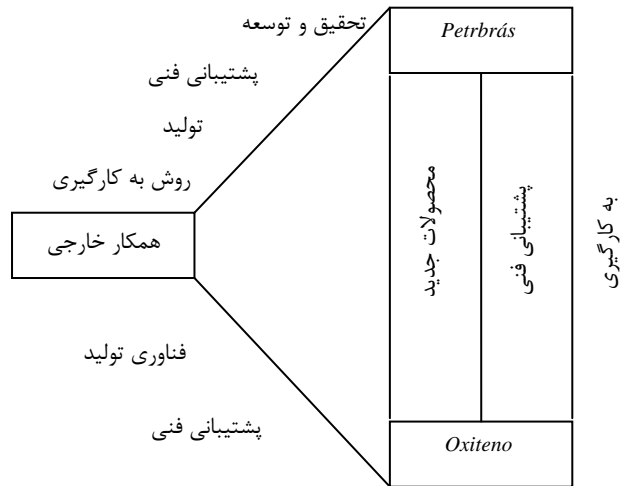 تحقیق و توسعه
Petrbrás
پشتیبانی فنی
تولید
روش به کارگیری
همکار خارجی
محصولات جدید
پشتیبانی فنی
به کارگیری
فناوری تولید
پشتیبانی فنی
Oxiteno